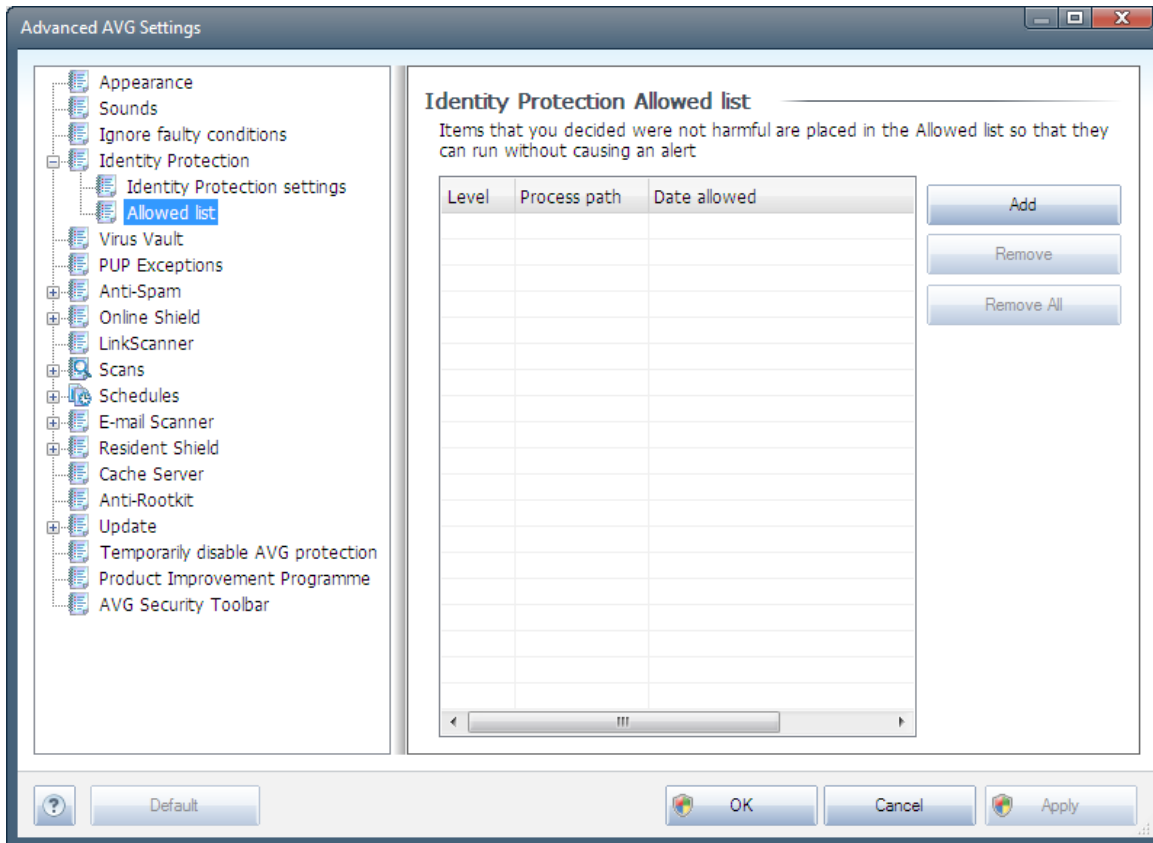 Advanced AVG Settings
Appearance
Sounds
Ignore faulty conditions
Identity Protection
Identity Protection settings
Allowed list
Virus Vault
PUP Exceptions
Anti-Spam
Online Shield
LinkScanner
Scans
Schedules
E-mail Scanner
Resident Shield
Cache Server
Anti-Rootkit
Update
Temporarily disable AVG protection
Product Improvement Programme
AVG Security Toolbar
Identity Protection Allowed list
Items that you decided were not harmful are placed in the Allowed list so that they
can run without causing an alert
Level Process path Date allowed
Add
Remove
Remove All
? Default OK Cancel Apply